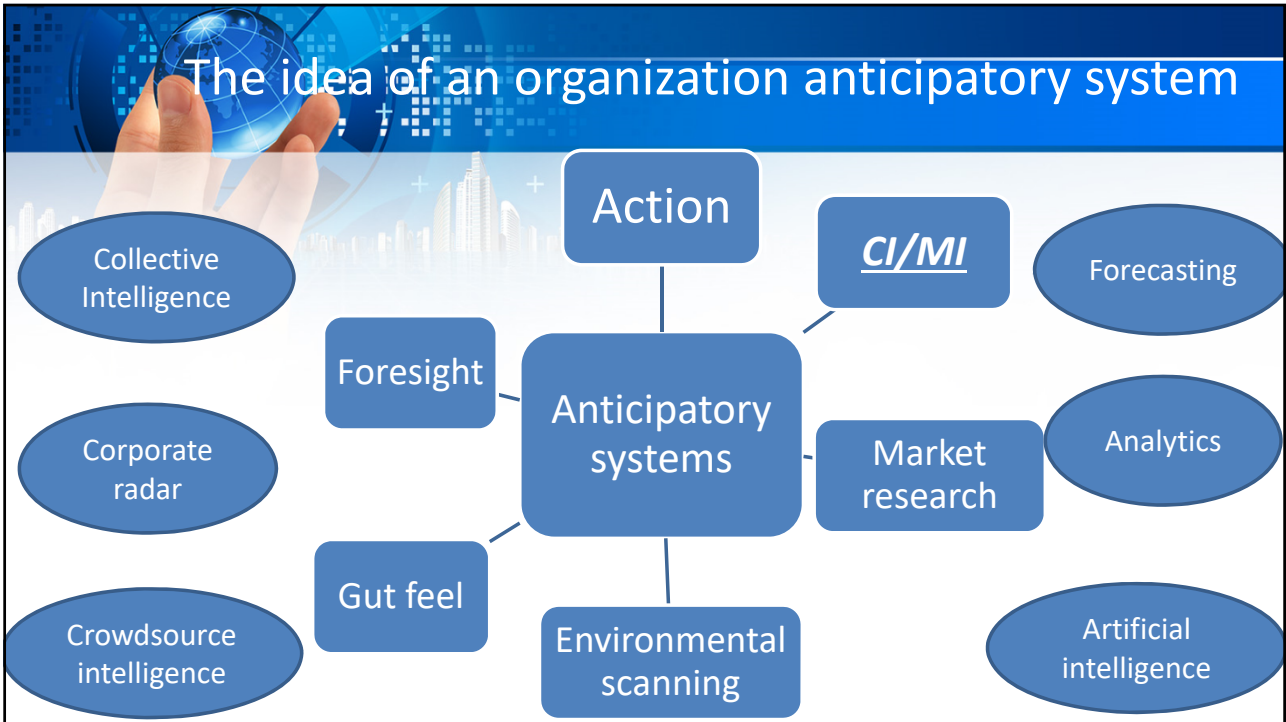 The idea of an organization anticipatory system
Action
CI/MI
Collective
Intelligence
Forecasting
Foresight
Anticipatory
systems
Corporate
radar
Market
research
Analytics
Gut feel
Environmental
scanning
Crowdsource
intelligence
Artificial
intelligence